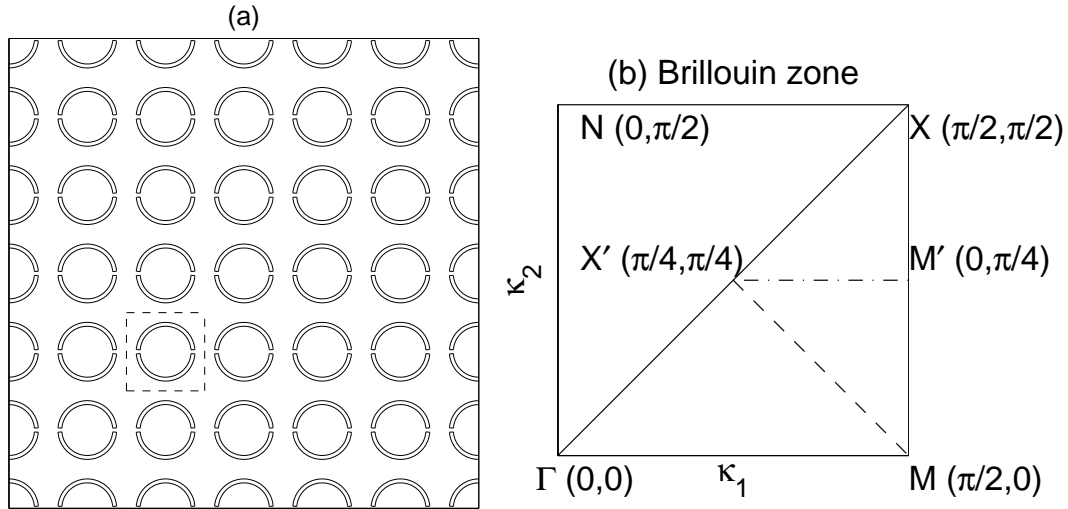 (a)
(b) Brillouin zone
N (0,π/2)
X (π/2,π/2)
X′ (π/4,π/4)
M′ (0,π/4)
κ2
Γ (0,0)
κ1
M (π/2,0)